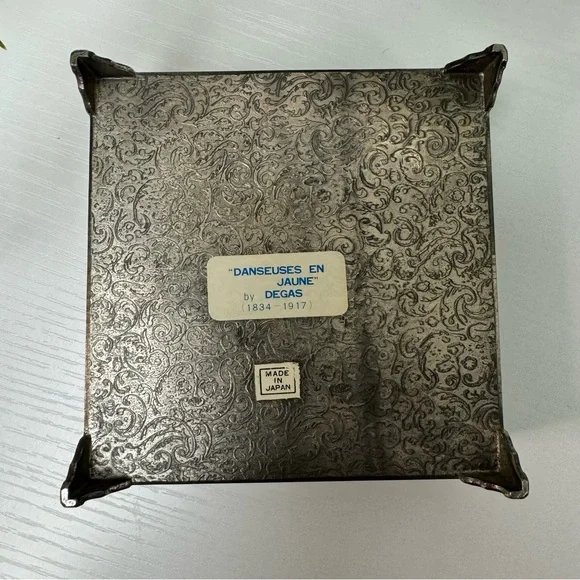 "DANSEUSES EN
JAUNE"
by DEGAS
(1834-1917)
MADE
IN
JAPAN